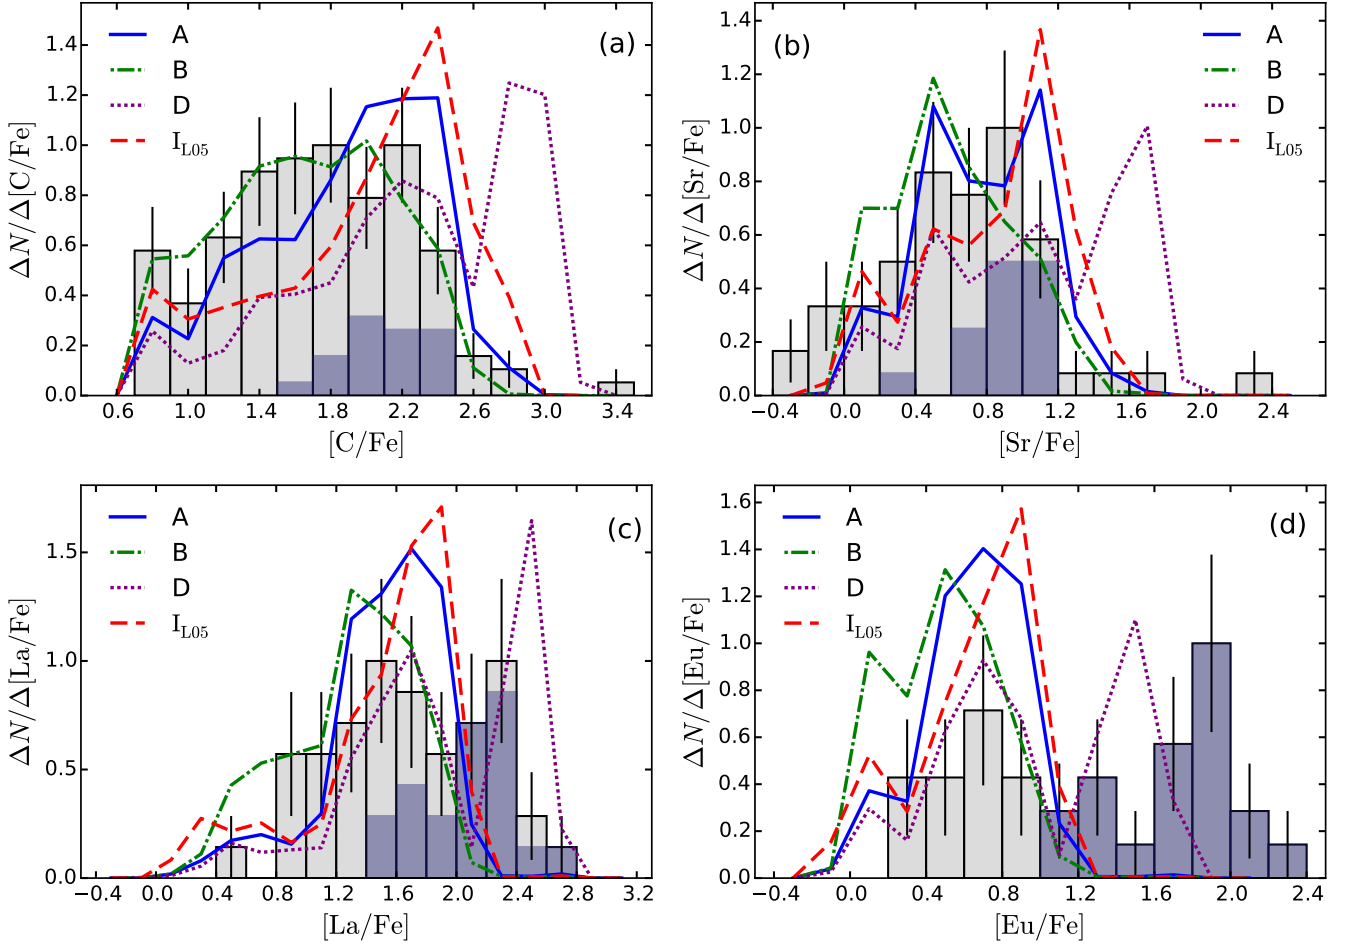 (a)
A
B
D
I_L05
ΔN/Δ[C/Fe]
1.4
1.2
1.0
0.8
0.6
0.4
0.2
0.0
0.6 1.0 1.4 1.8 2.2 2.6 3.0 3.4
[C/Fe]
(b)
A
B
D
I_L05
ΔN/Δ[Sr/Fe]
1.4
1.2
1.0
0.8
0.6
0.4
0.2
0.0
−0.4 0.0 0.4 0.8 1.2 1.6 2.0 2.4
[Sr/Fe]
(c)
A
B
D
I_L05
ΔN/Δ[La/Fe]
1.5
1.0
0.5
0.0
−0.4 0.0 0.4 0.8 1.2 1.6 2.0 2.4 2.8 3.2
[La/Fe]
(d)
A
B
D
I_L05
ΔN/Δ[Eu/Fe]
1.6
1.4
1.2
1.0
0.8
0.6
0.4
0.2
0.0
−0.4 0.0 0.4 0.8 1.2 1.6 2.0 2.4
[Eu/Fe]